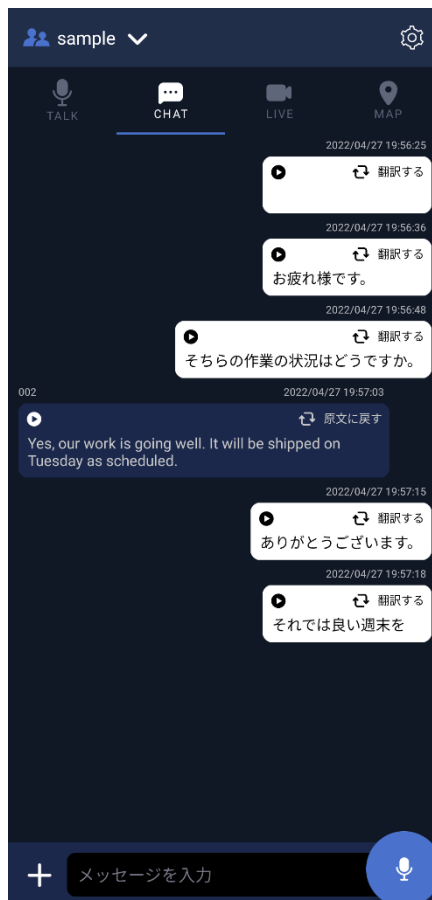 sample
TALK
CHAT
LIVE
MAP
2022/04/27 19:56:25
翻訳する
2022/04/27 19:56:36
翻訳する
お疲れ様です。
2022/04/27 19:56:48
翻訳する
そちらの作業の状況はどうですか。
002
2022/04/27 19:57:03
原文に戻す
Yes, our work is going well. It will be shipped on
Tuesday as scheduled.
2022/04/27 19:57:15
翻訳する
ありがとうございます。
2022/04/27 19:57:18
翻訳する
それでは良い週末を
メッセージを入力